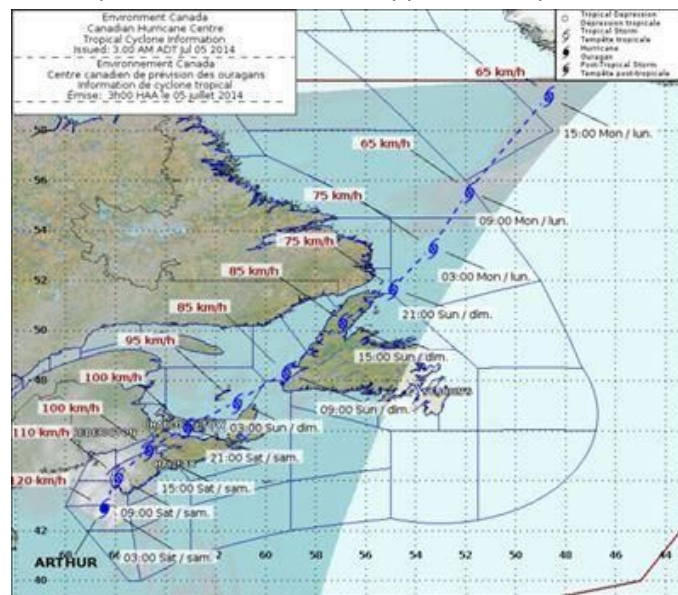 Environment Canada
Canadian Hurricane Centre
Tropical Cyclone Information
Issued: 3.00 AM ADT Jul 05 2014
Environnement Canada
Centre canadien de prévision des ouragans
Information de cyclone tropical
Émise: 3h00 HAA le 05 juillet 2014
Tropical Depression
Dépression tropicale
Tropical Storm
Tempête tropicale
Hurricane
Ouragan
Post-Tropical Storm
Tempête post-tropicale
65 km/h
15:00 Mon / lun.
58
65 km/h
56
09:00 Mon / lun.
75 km/h
54
75 km/h
03:00 Mon / lun.
52
85 km/h
21:00 Sun / dim.
85 km/h
50
15:00 Sun / dim.
95 km/h
48
100 km/h
09:00 Sun / dim.
100 km/h
03:00 Sun / dim.
110 km/h
21:00 Sat / sam.
15:00 Sat / sam.
120 km/h
09:00 Sat / sam.
42
03:00 Sat / sam.
ARTHUR
68 66 60 58 56 54 52 50 48 46 44
40